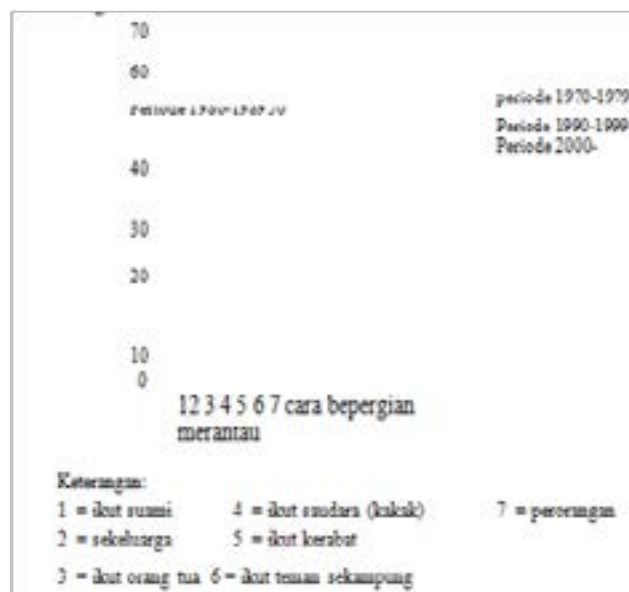 70
60
periode 1970-1979
Periode 1990-1999
Periode 2000-
40
30
20
10
0
1 2 3 4 5 6 7 cara bepergian
merantau
Keterangan:
1 = ikut suami 4 = ikut saudara (kakak) 7 = perorangan
2 = sekeluarga 5 = ikut kerabat
3 = ikut orang tua 6 = ikut teman sekampung